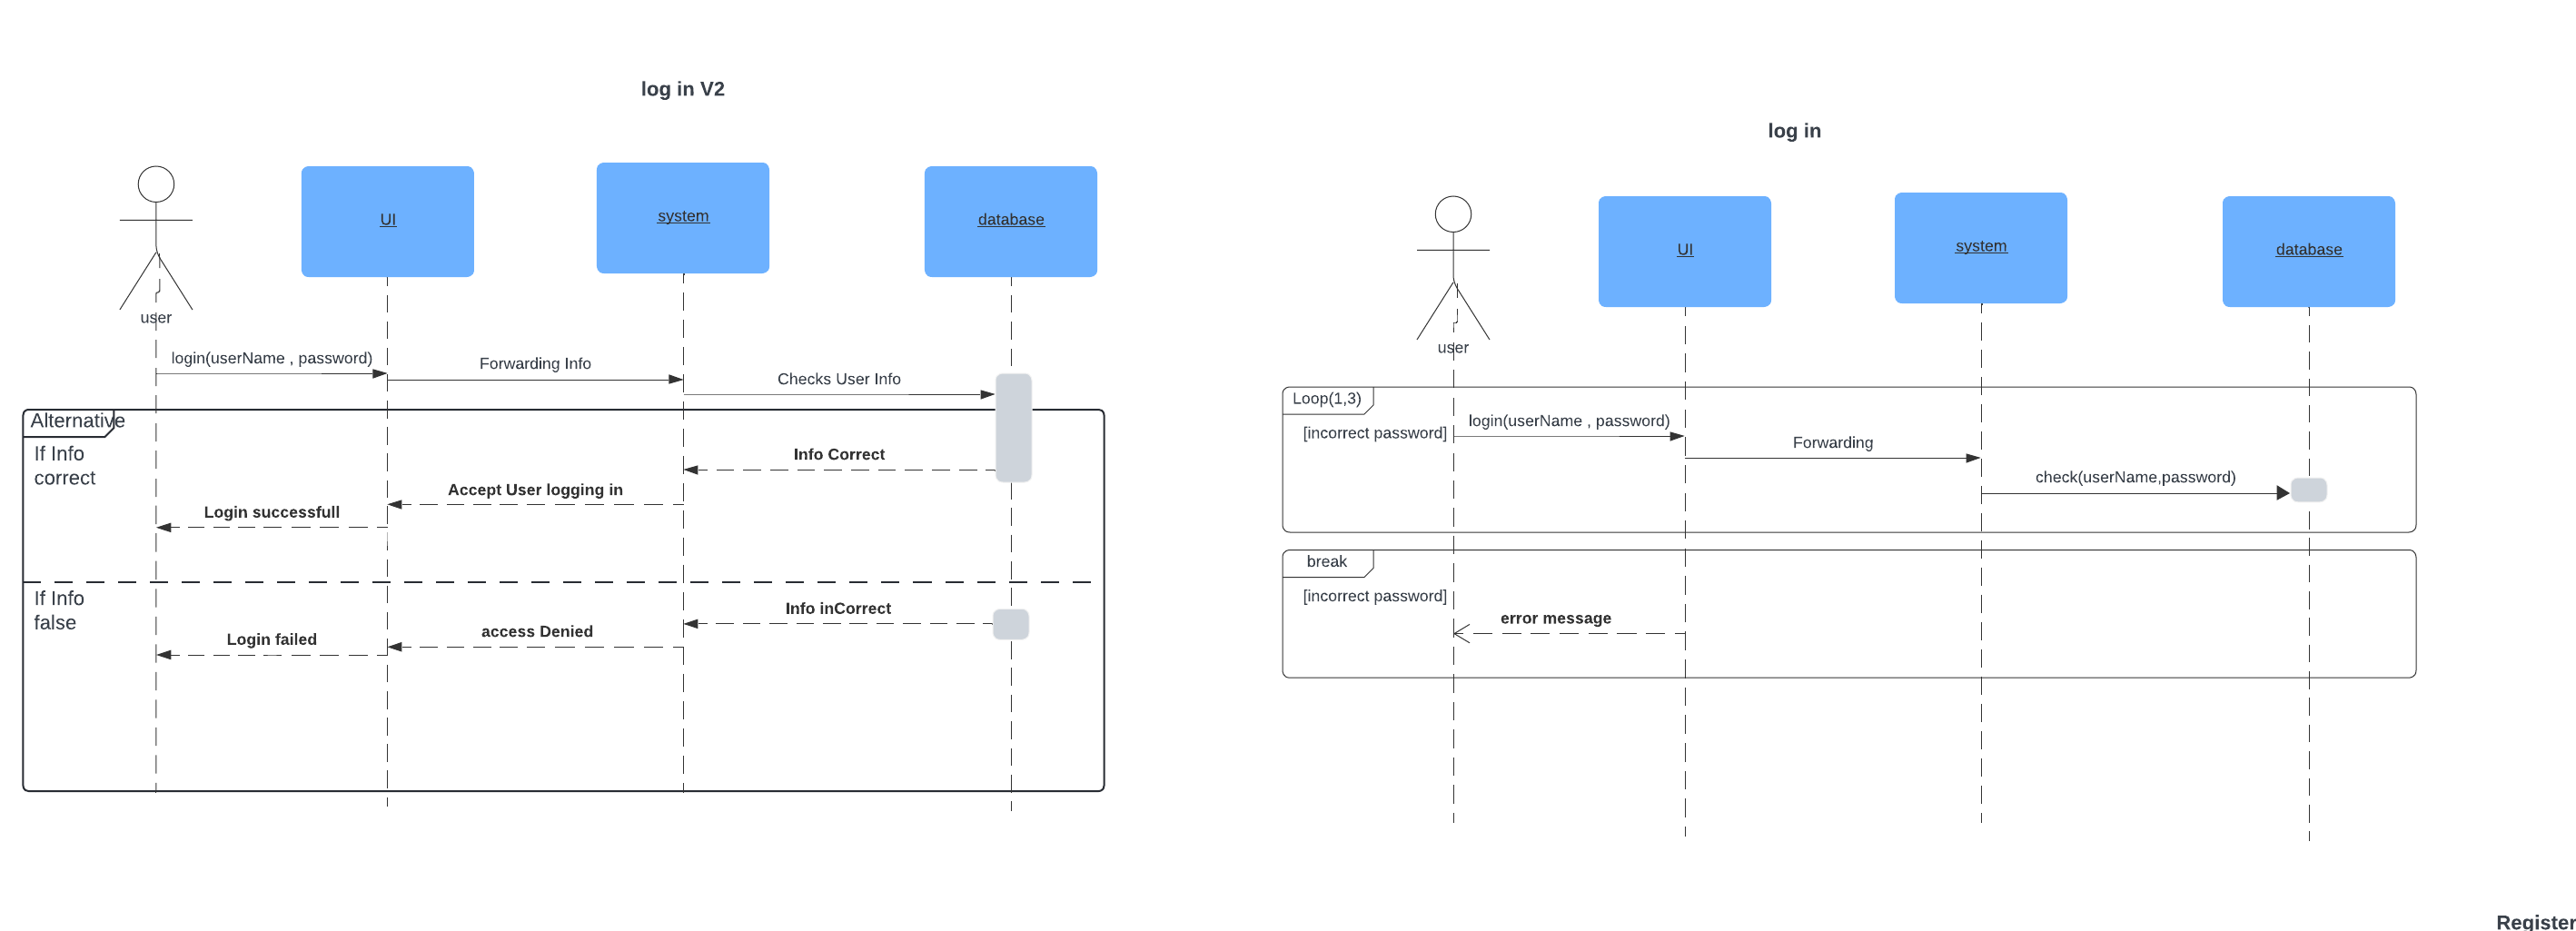 log in V2
user
UI
system
database
login(userName , password)
Forwarding Info
Checks User Info
Alternative
If Info
correct
Info Correct
Accept User logging in
Login successfull
If Info
false
Info inCorrect
access Denied
Login failed
log in
user
UI
system
database
Loop(1,3)
[incorrect password]
login(userName , password)
Forwarding
check(userName,password)
break
[incorrect password]
error message
Register